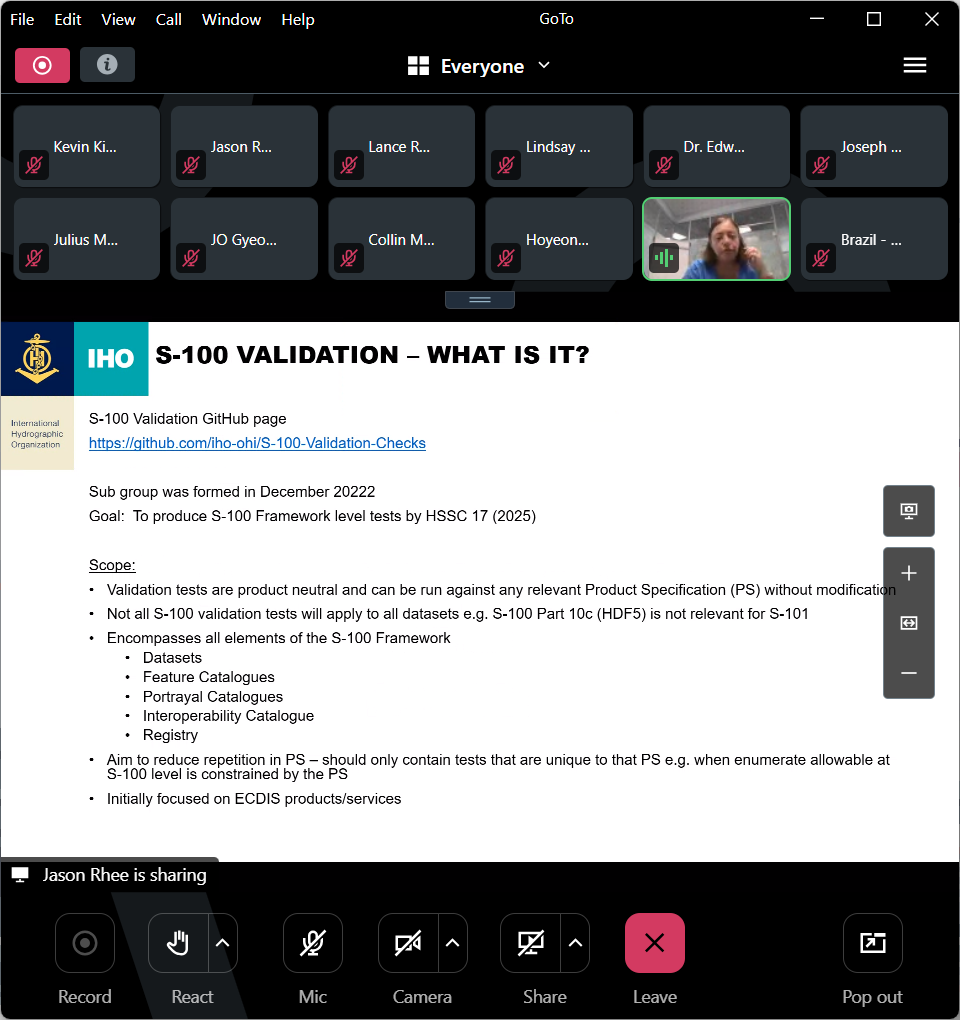 File Edit View Call Window Help GoTo
Everyone
Kevin Ki... Jason R... Lance R... Lindsay ... Dr. Edw... Joseph ...
Julius M... JO Gyeo... Collin M... Hoyeon... Brazil - ...
IHO S-100 VALIDATION – WHAT IS IT?
International
Hydrographic
Organization
S-100 Validation GitHub page
https://github.com/iho-ohi/S-100-Validation-Checks
Sub group was formed in December 20222
Goal: To produce S-100 Framework level tests by HSSC 17 (2025)
Scope:
• Validation tests are product neutral and can be run against any relevant Product Specification (PS) without modification
• Not all S-100 validation tests will apply to all datasets e.g. S-100 Part 10c (HDF5) is not relevant for S-101
• Encompasses all elements of the S-100 Framework
• Datasets
• Feature Catalogues
• Portrayal Catalogues
• Interoperability Catalogue
• Registry
• Aim to reduce repetition in PS – should only contain tests that are unique to that PS e.g. when enumerate allowable at
S-100 level is constrained by the PS
• Initially focused on ECDIS products/services
Jason Rhee is sharing
Record React Mic Camera Share Leave Pop out